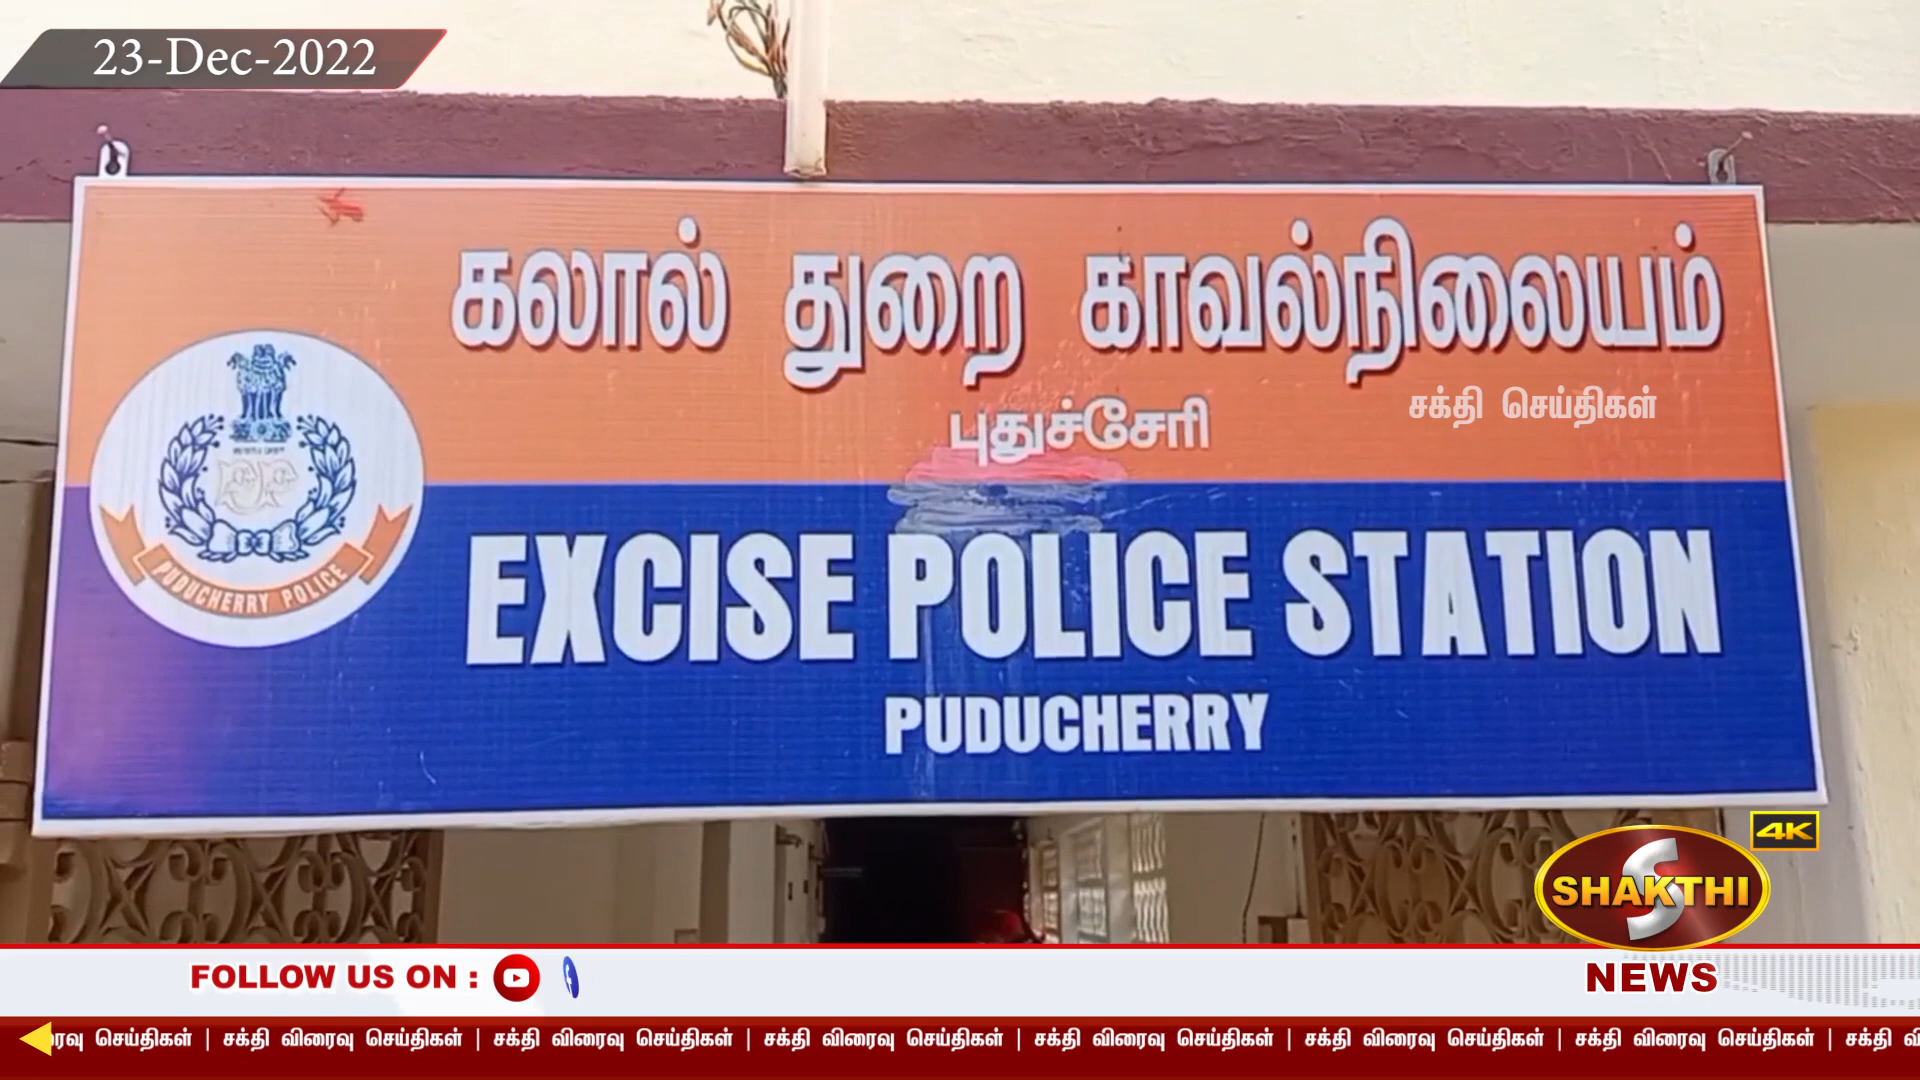 23-Dec-2022
கலால் துறை காவல்நிலையம்
புதுச்சேரி
சக்தி செய்திகள்
EXCISE POLICE STATION
PUDUCHERRY
PUDUCHERRY POLICE
4K
SHAKTHI
NEWS
FOLLOW US ON :
ரைவு செய்திகள் | சக்தி விரைவு செய்திகள் | சக்தி விரைவு செய்திகள் | சக்தி விரைவு செய்திகள் | சக்தி விரைவு செய்திகள் | சக்தி விரைவு செய்திகள் | சக்தி விரைவு செய்திகள் | சக்தி வி